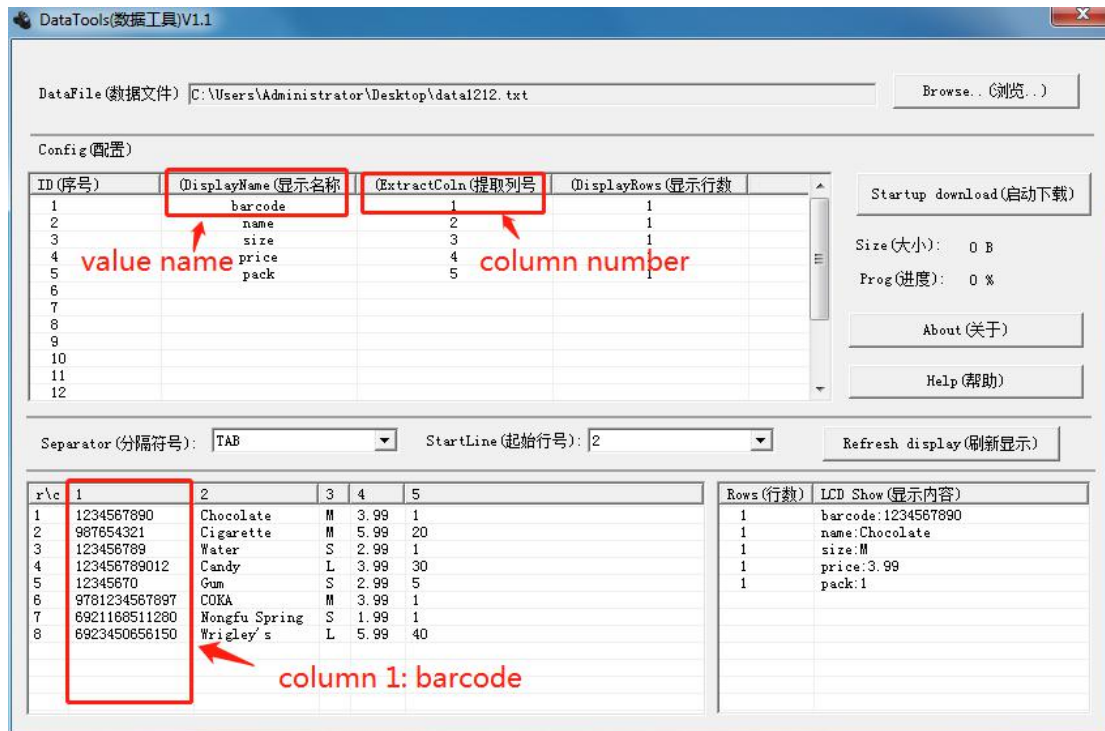 DataTools(数据工具)V1.1
DataFile(数据文件) C:\Users\Administrator\Desktop\data1212.txt Browse..(浏览..)
Config(配置)
ID(序号) (DisplayName(显示名称 (ExtractColn(提取列号 (DisplayRows(显示行数
1 barcode 1 1
2 name 2 1
3 size 3 1
4 price 4 1
5 pack 5 1
6
7
8
9
10
11
12
value name
column number
Startup download(启动下载)
Size(大小): 0 B
Prog(进度): 0 %
About(关于)
Help(帮助)
Separator(分隔符号): TAB StartLine(起始行号): 2 Refresh display(刷新显示)
r\c 1 2 3 4 5
1 1234567890 Chocolate M 3.99 1
2 987654321 Cigarette M 5.99 20
3 123456789 Water S 2.99 1
4 123456789012 Candy L 3.99 30
5 12345670 Gum S 2.99 5
6 9781234567897 COKA M 3.99 1
7 6921168511280 Nongfu Spring S 1.99 1
8 6923450656150 Wrigley's L 5.99 40
column 1: barcode
Rows(行数) LCD Show(显示内容)
1 barcode:1234567890
1 name:Chocolate
1 size:M
1 price:3.99
1 pack:1